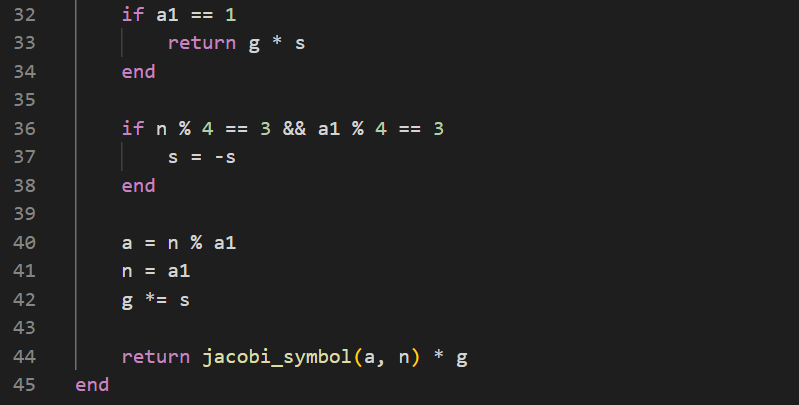 32 if a1 == 1
33 return g * s
34 end
35
36 if n % 4 == 3 && a1 % 4 == 3
37 s = -s
38 end
39
40 a = n % a1
41 n = a1
42 g *= s
43
44 return jacobi_symbol(a, n) * g
45 end